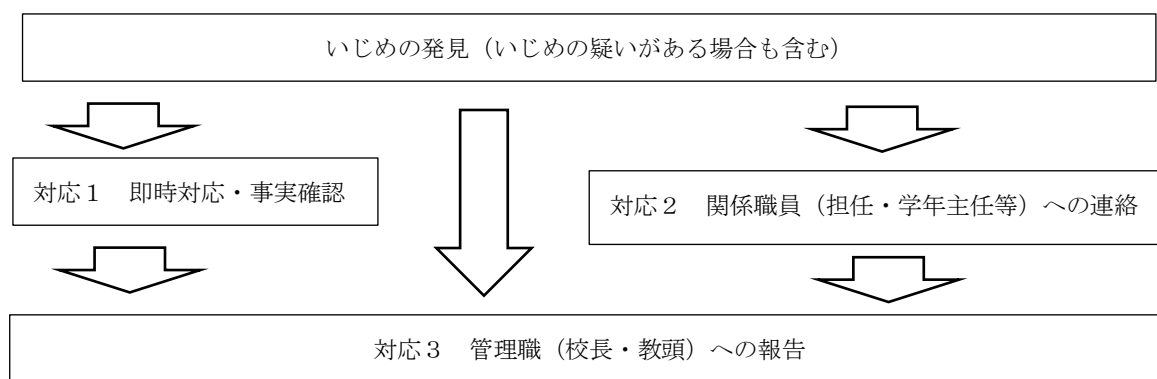 いじめの発見（いじめの疑いがある場合も含む）
対応１　即時対応・事実確認
対応２　関係職員（担任・学年主任等）への連絡
対応３　管理職（校長・教頭）への報告